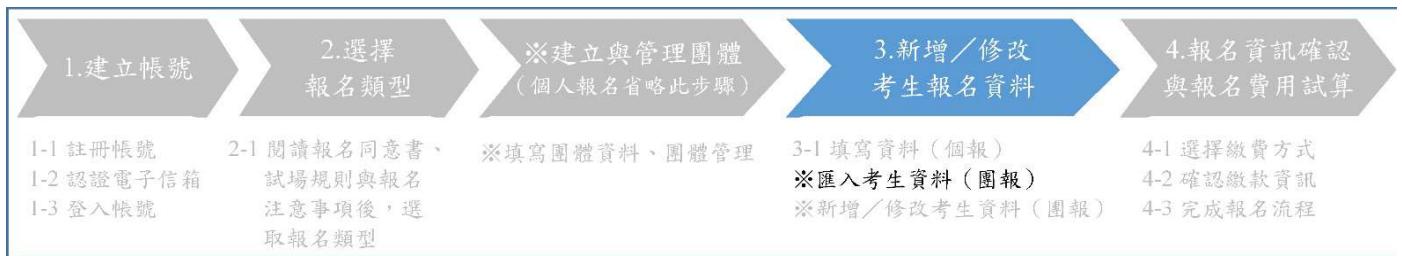 1.建立帳號
2.選擇
報名類型
※建立與管理團體
（個人報名省略此步驟）
3.新增／修改
考生報名資料
4.報名資訊確認
與報名費用試算
1-1 註冊帳號
1-2 認證電子信箱
1-3 登入帳號
2-1 閱讀報名同意書、
試場規則與報名
注意事項後，選
取報名類型
※填寫團體資料、團體管理
3-1 填寫資料（個報）
※匯入考生資料（團報）
※新增／修改考生資料（團報）
4-1 選擇繳費方式
4-2 確認繳款資訊
4-3 完成報名流程